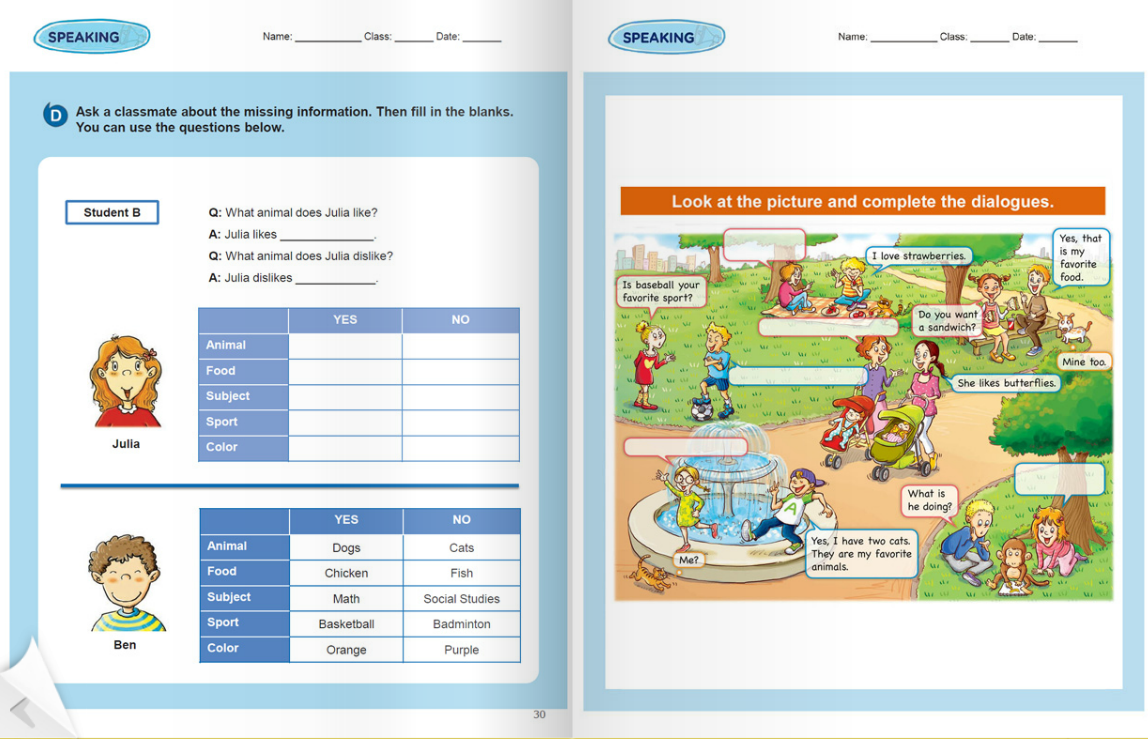 SPEAKING
Name: ____________ Class: _______ Date: _______
D
Ask a classmate about the missing information. Then fill in the blanks.
You can use the questions below.
Student B
Q: What animal does Julia like?
A: Julia likes _______________.
Q: What animal does Julia dislike?
A: Julia dislikes _____________.
YES NO
Animal
Food
Subject
Sport
Color
Julia
YES NO
Animal Dogs Cats
Food Chicken Fish
Subject Math Social Studies
Sport Basketball Badminton
Color Orange Purple
Ben
30
SPEAKING
Name: ____________ Class: _______ Date: _______
Look at the picture and complete the dialogues.
I love strawberries.
Yes, that
is my
favorite
food.
Is baseball your
favorite sport?
Do you want
a sandwich?
Mine too.
She likes butterflies.
What is
he doing?
A
Yes, I have two cats.
They are my favorite
animals.
Me?